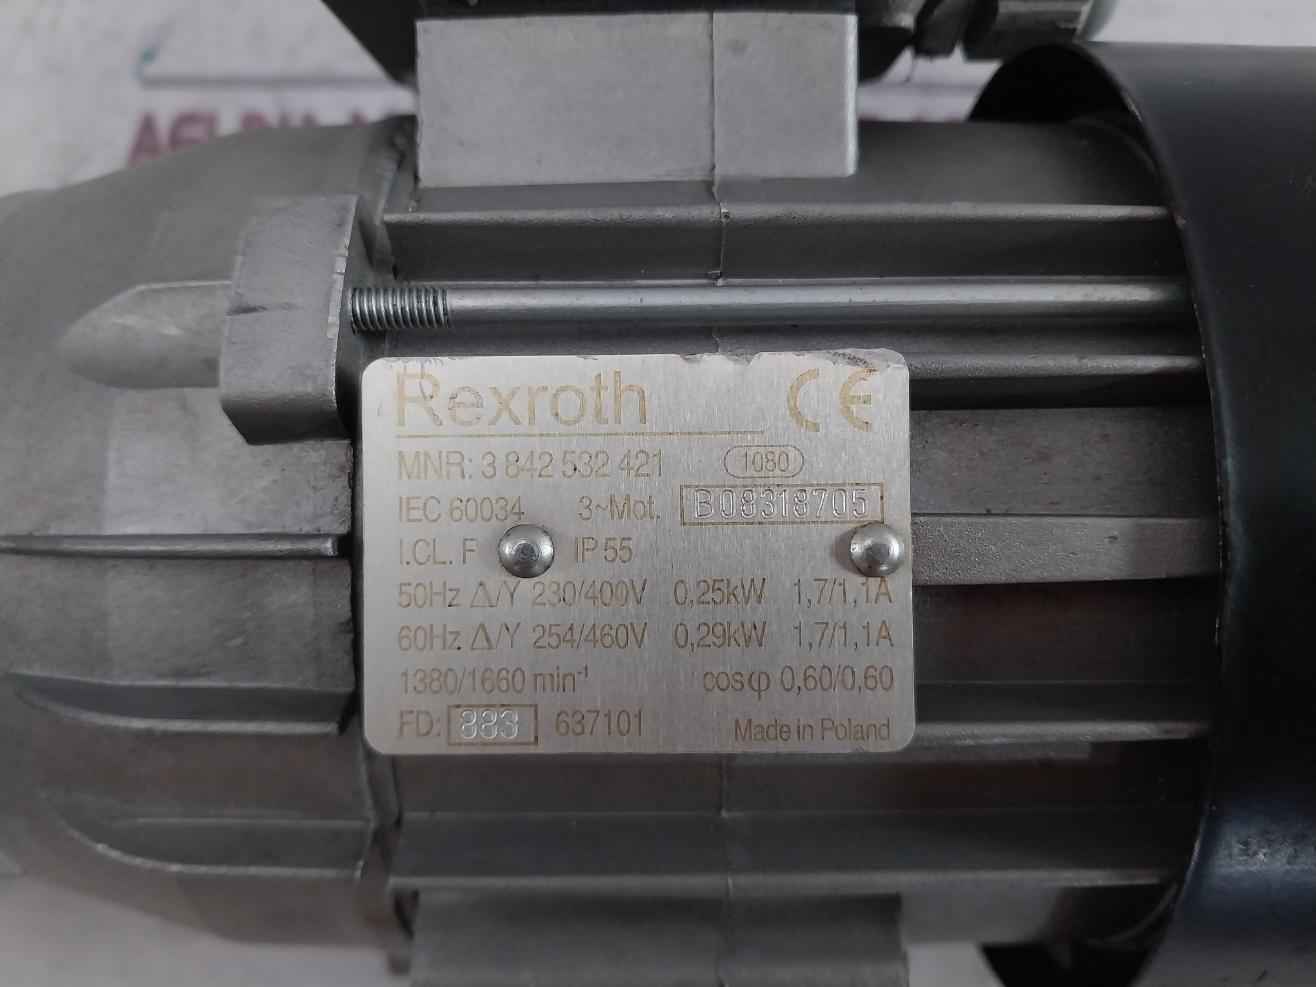 Rexroth CE
MNR: 3 842 532 421 1080
IEC 60034 3~Mot. B08318705
I.CL. F IP 55
50Hz Δ/Y 230/400V 0,25kW 1,7/1,1A
60Hz Δ/Y 254/460V 0,29kW 1,7/1,1A
1380/1660 min⁻¹ cosφ 0,60/0,60
FD: 883 637101 Made in Poland